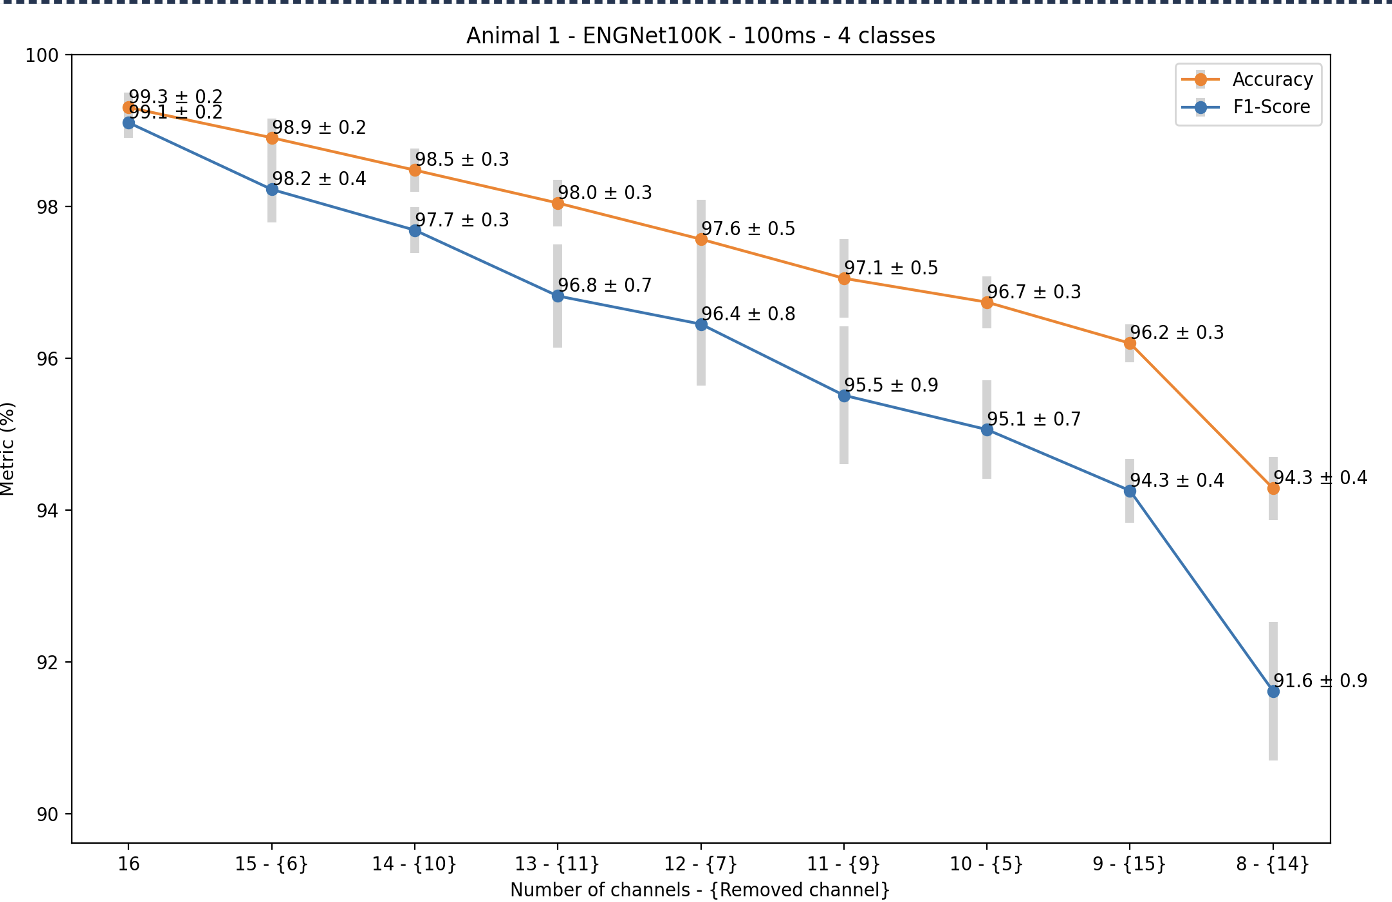 Animal 1 - ENGNet100K - 100ms - 4 classes
100
98
96
94
92
90
Metric (%)
Accuracy
F1-Score
99.3 ± 0.2
99.1 ± 0.2
98.9 ± 0.2
98.2 ± 0.4
98.5 ± 0.3
97.7 ± 0.3
98.0 ± 0.3
96.8 ± 0.7
97.6 ± 0.5
96.4 ± 0.8
97.1 ± 0.5
95.5 ± 0.9
96.7 ± 0.3
95.1 ± 0.7
96.2 ± 0.3
94.3 ± 0.4
94.3 ± 0.4
91.6 ± 0.9
16
15 - {6}
14 - {10}
13 - {11}
12 - {7}
11 - {9}
10 - {5}
9 - {15}
8 - {14}
Number of channels - {Removed channel}